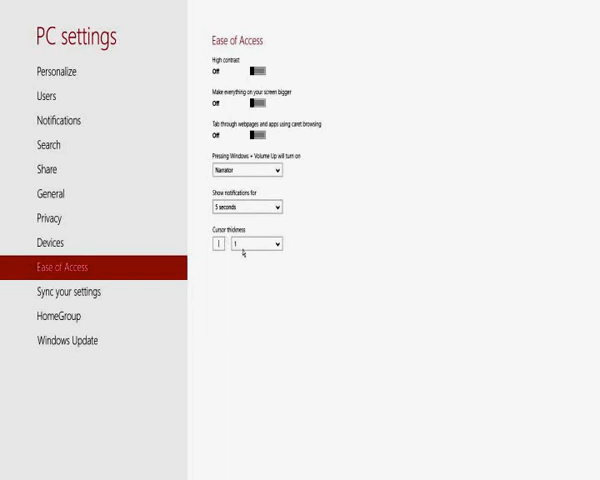 PC settings
Personalize
Users
Notifications
Search
Share
General
Privacy
Devices
Ease of Access
Sync your settings
HomeGroup
Windows Update
Ease of Access
High contrast
Off
Make everything on your screen bigger
Off
Tab through webpages and apps using caret browsing
Off
Pressing Windows + Volume Up will turn on
Narrator
Show notifications for
5 seconds
Cursor thickness
1